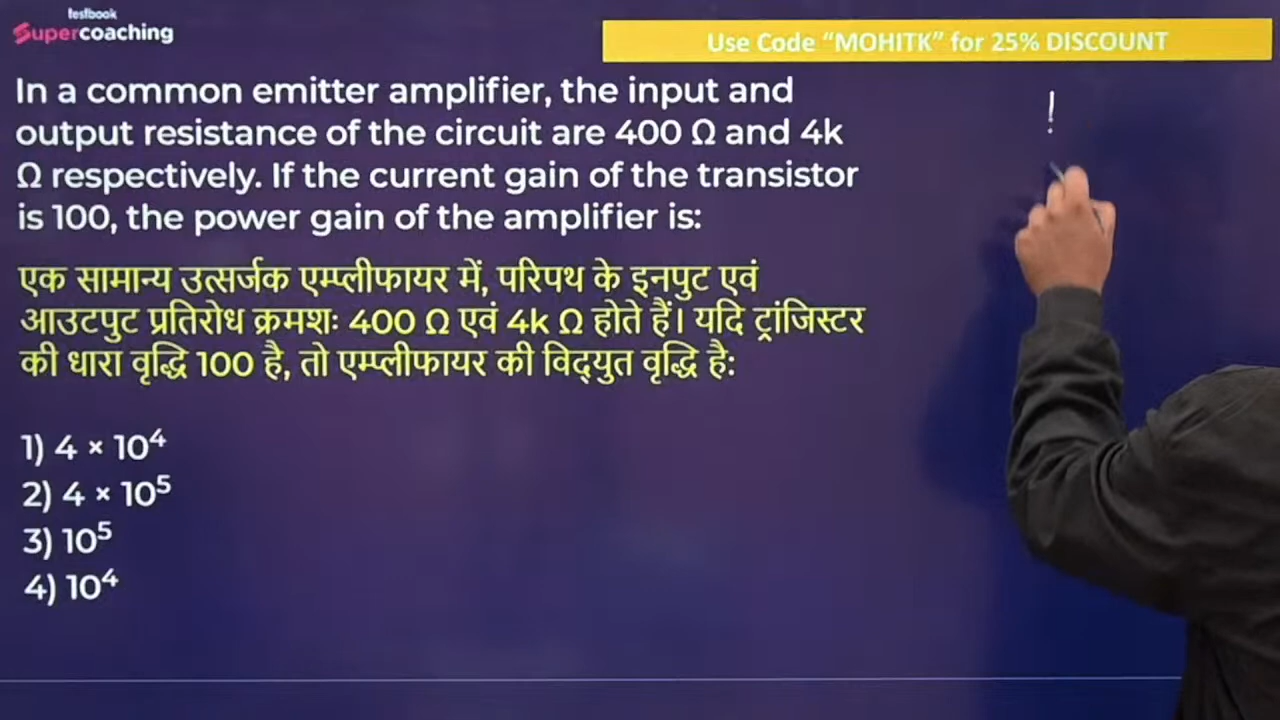 testbook
Supercoaching
Use Code “MOHITK” for 25% DISCOUNT
In a common emitter amplifier, the input and
output resistance of the circuit are 400 Ω and 4k
Ω respectively. If the current gain of the transistor
is 100, the power gain of the amplifier is:
एक सामान्य उत्सर्जक एम्प्लीफायर में, परिपथ के इनपुट एवं
आउटपुट प्रतिरोध क्रमशः 400 Ω एवं 4k Ω होते हैं। यदि ट्रांजिस्टर
की धारा वृद्धि 100 है, तो एम्प्लीफायर की विद्युत वृद्धि है:
1) 4 × 10⁴
2) 4 × 10⁵
3) 10⁵
4) 10⁴